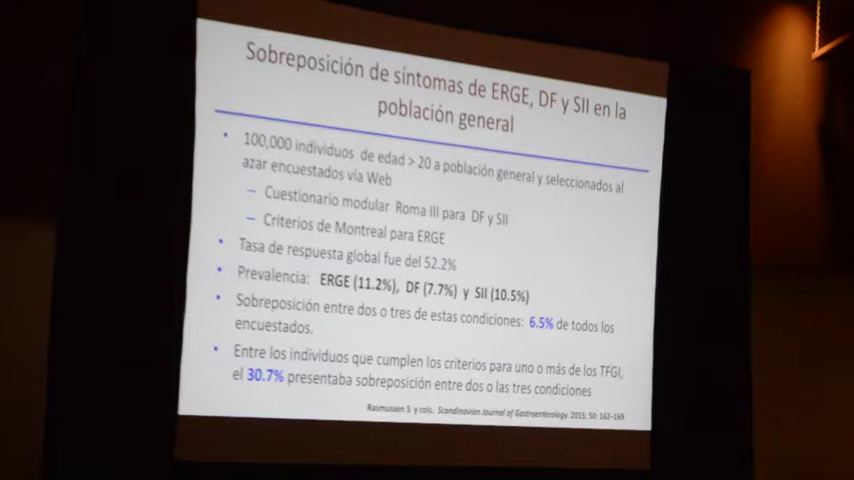 Sobreposición de síntomas de ERGE, DF y SII en la
población general
• 100,000 individuos de edad > 20 a población general y seleccionados al
azar encuestados vía Web
– Cuestionario modular Roma III para DF y SII
– Criterios de Montreal para ERGE
• Tasa de respuesta global fue del 52.2%
• Prevalencia: ERGE (11.2%), DF (7.7%) y SII (10.5%)
• Sobreposición entre dos o tres de estas condiciones: 6.5% de todos los
encuestados.
• Entre los individuos que cumplen los criterios para uno o más de los TFGI,
el 30.7% presentaba sobreposición entre dos o las tres condiciones
Rasmussen S y cols. Scandinavian Journal of Gastroenterology. 2015; 50: 162–169